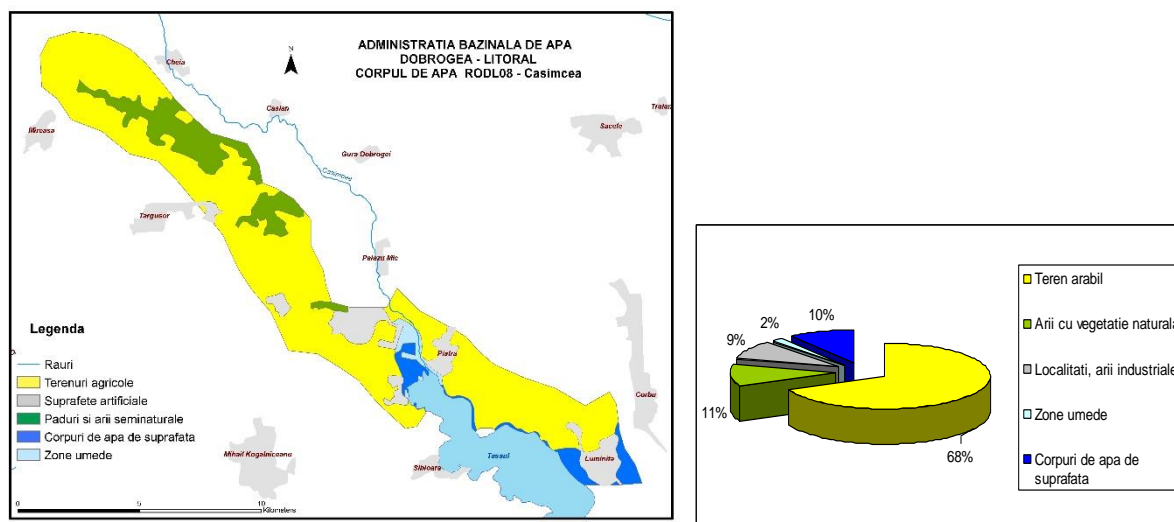 ADMINISTRATIA BAZINALA DE APA
DOBROGEA - LITORAL
CORPUL DE APA RODL08 - Casimcea
N
Cheia
Casian
Mireasa
Sacele
Gura Dobrogei
Casimcea
Targusor
Palazu Mic
Piatra
Corbu
Mihail Kogalniceanu
Sibioara
Tasaul
Luminita
Legenda
Rauri
Terenuri agricole
Suprafete artificiale
Paduri si arii seminaturale
Corpuri de apa de suprafata
Zone umede
0 5 10
Kilometers
Teren arabil
Arii cu vegetatie naturala
Localitati, arii industriale
Zone umede
Corpuri de apa de
suprafata
10%
2%
9%
11%
68%